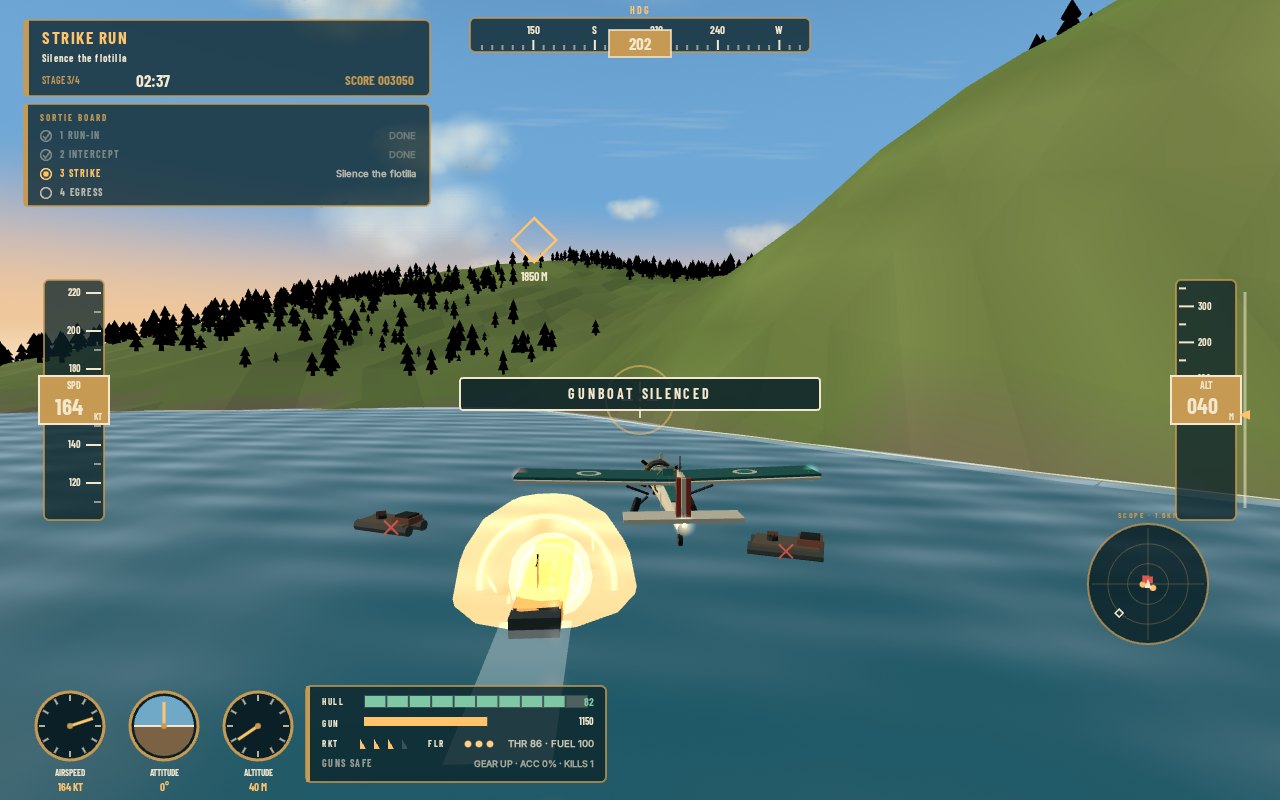 STRIKE RUN
Silence the flotilla
STAGE 3/4 02:37 SCORE 003050
SORTIE BOARD
1 RUN-IN DONE
2 INTERCEPT DONE
3 STRIKE Silence the flotilla
4 EGRESS
HDG
150 S 240 W
202
1850 M
GUNBOAT SILENCED
220
200
180
SPD
164 KT
140
120
300
200
ALT
040 M
SCOPE · 1.0
HULL 82
GUN 1150
RKT FLR THR 86 · FUEL 100
GUNS SAFE GEAR UP · ACC 0% · KILLS 1
AIRSPEED
164 KT
ATTITUDE
0°
ALTITUDE
40 M